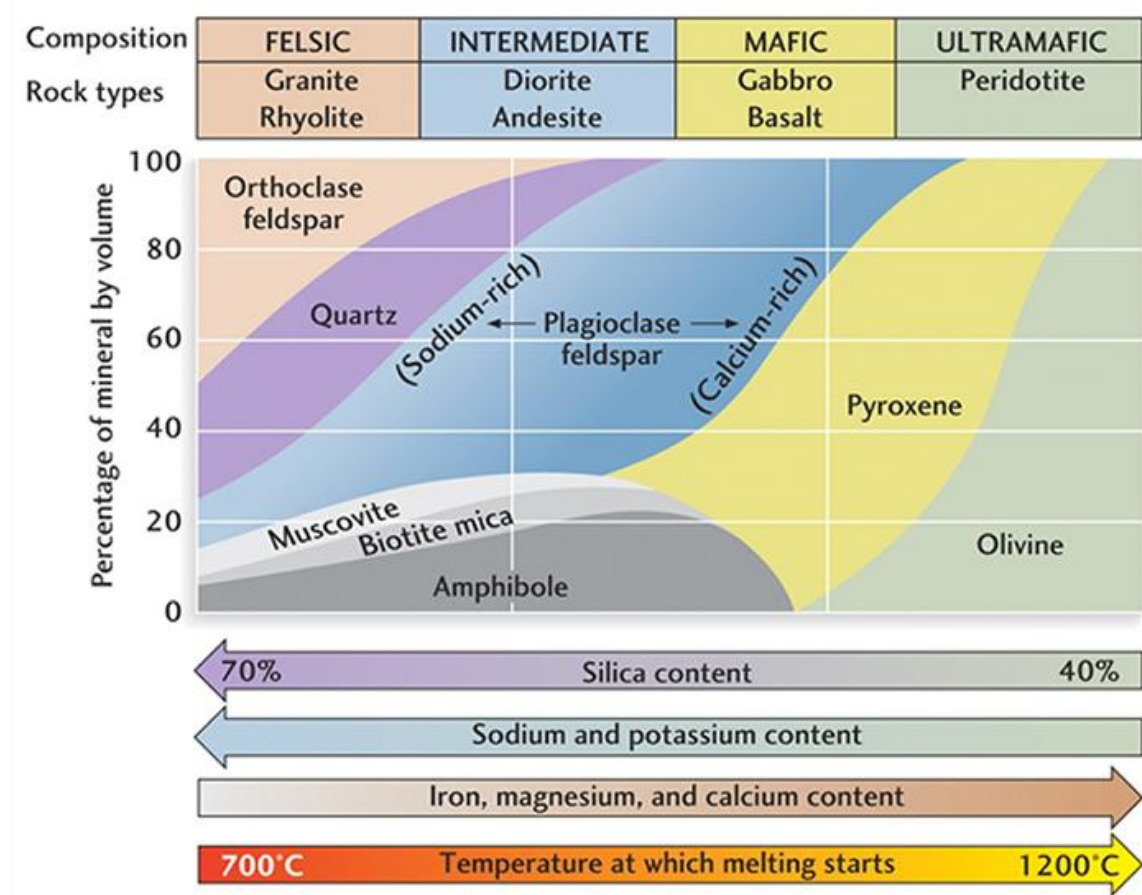 Composition FELSIC INTERMEDIATE MAFIC ULTRAMAFIC
Rock types Granite Diorite Gabbro Peridotite
Rhyolite Andesite Basalt
Percentage of mineral by volume
100
80
60
40
20
0
Orthoclase
feldspar
Quartz
(Sodium-rich)
Plagioclase
feldspar
(Calcium-rich)
Pyroxene
Muscovite
Biotite mica
Amphibole
Olivine
70% Silica content 40%
Sodium and potassium content
Iron, magnesium, and calcium content
700°C Temperature at which melting starts 1200°C